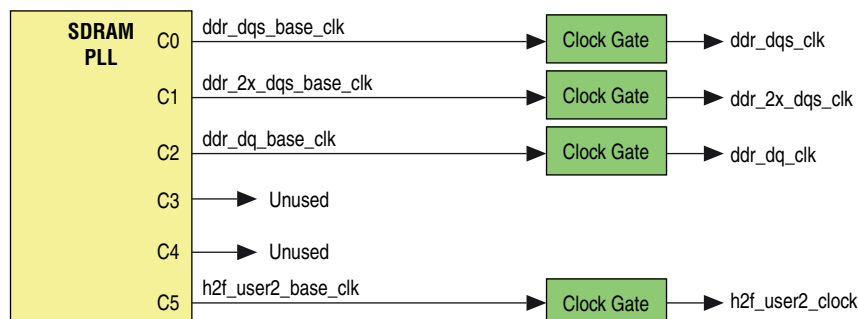 SDRAM
PLL
C0 ddr_dqs_base_clk Clock Gate ddr_dqs_clk
C1 ddr_2x_dqs_base_clk Clock Gate ddr_2x_dqs_clk
C2 ddr_dq_base_clk Clock Gate ddr_dq_clk
C3 Unused
C4 Unused
C5 h2f_user2_base_clk Clock Gate h2f_user2_clock